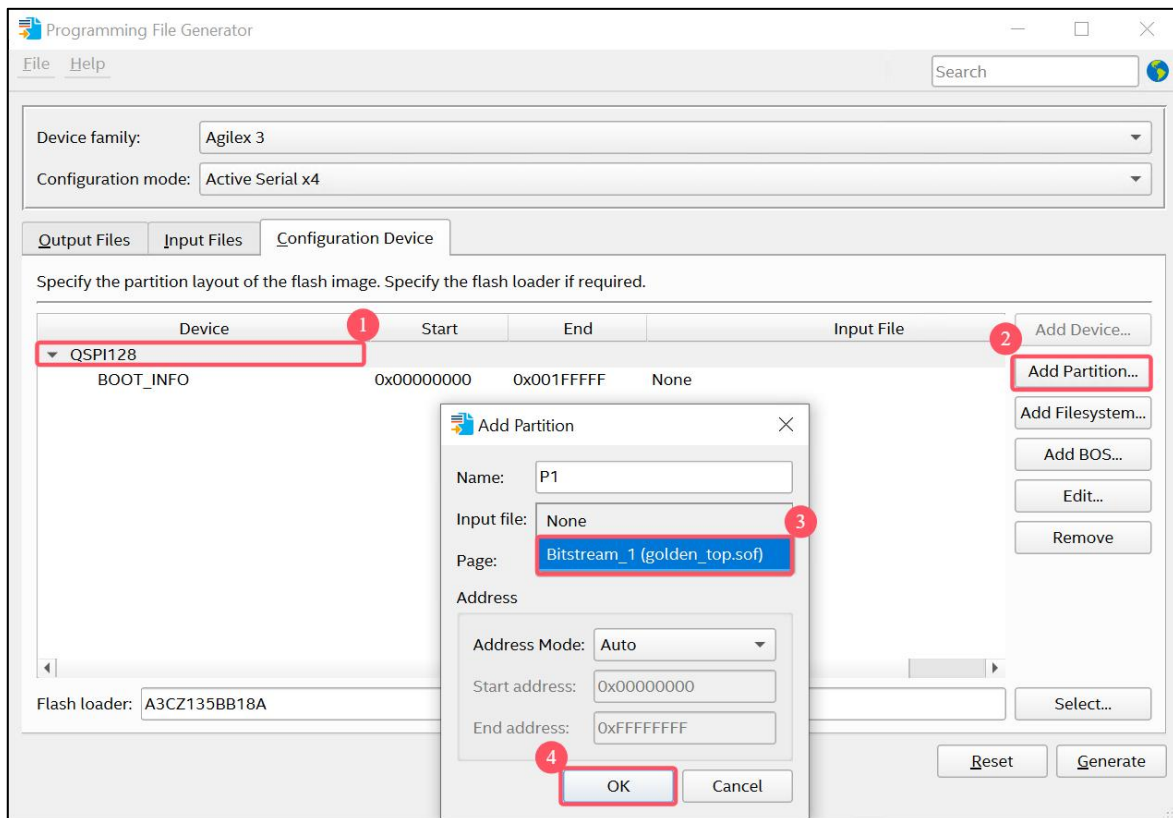 Programming File Generator
File Help
Search
Device family: Agilex 3
Configuration mode: Active Serial x4
Output Files Input Files Configuration Device
Specify the partition layout of the flash image. Specify the flash loader if required.
Device 1 Start End Input File 2 Add Device...
QSPI128
Add Partition...
BOOT_INFO 0x00000000 0x001FFFFF None
Add Filesystem...
Add Partition
Add BOS...
Name: P1
Edit...
Input file: None 3
Remove
Bitstream_1 (golden_top.sof)
Page:
Address
Address Mode: Auto
Start address: 0x00000000
Flash loader: A3CZ135BB18A Select...
End address: 0xFFFFFFFF
4
OK Cancel
Reset Generate